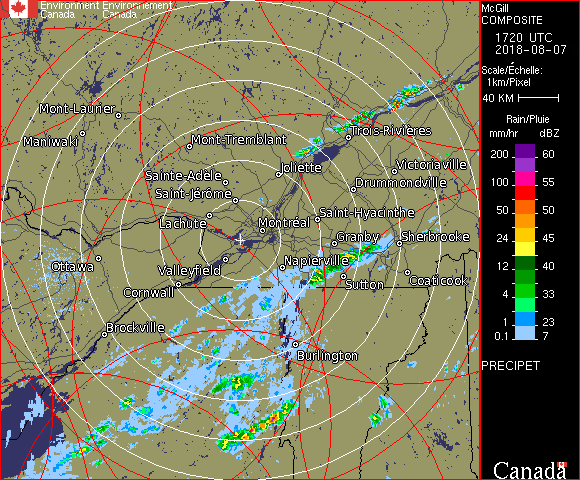 Environment Environnement
Canada Canada
McGill
COMPOSITE
1720 UTC
2018-08-07
Scale/Échelle:
1km/Pixel
40 KM
Rain/Pluie
mm/hr dBZ
200 60
100 55
50 50
24 45
12 40
4 33
1 23
0.1 7
PRECIPET
Canada
Mont-Laurier
Maniwaki
Mont-Tremblant
Trois-Rivières
Joliette
Victoriaville
Sainte-Adèle
Drummondville
Saint-Jérôme
Lachute
Saint-Hyacinthe
Montréal
Granby
Sherbrooke
Ottawa
Valleyfield
Napierville
Cornwall
Sutton
Coaticook
Brockville
Burlington